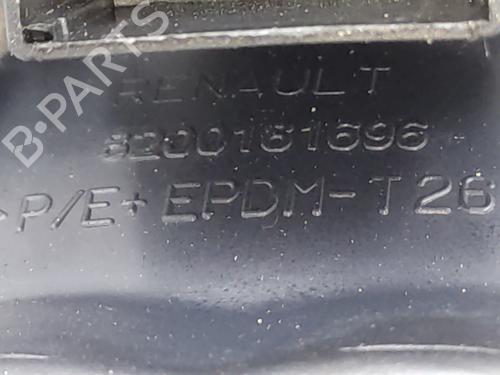 B-PARTS
RENAULT
8200181696
>P/E+EPDM-T26